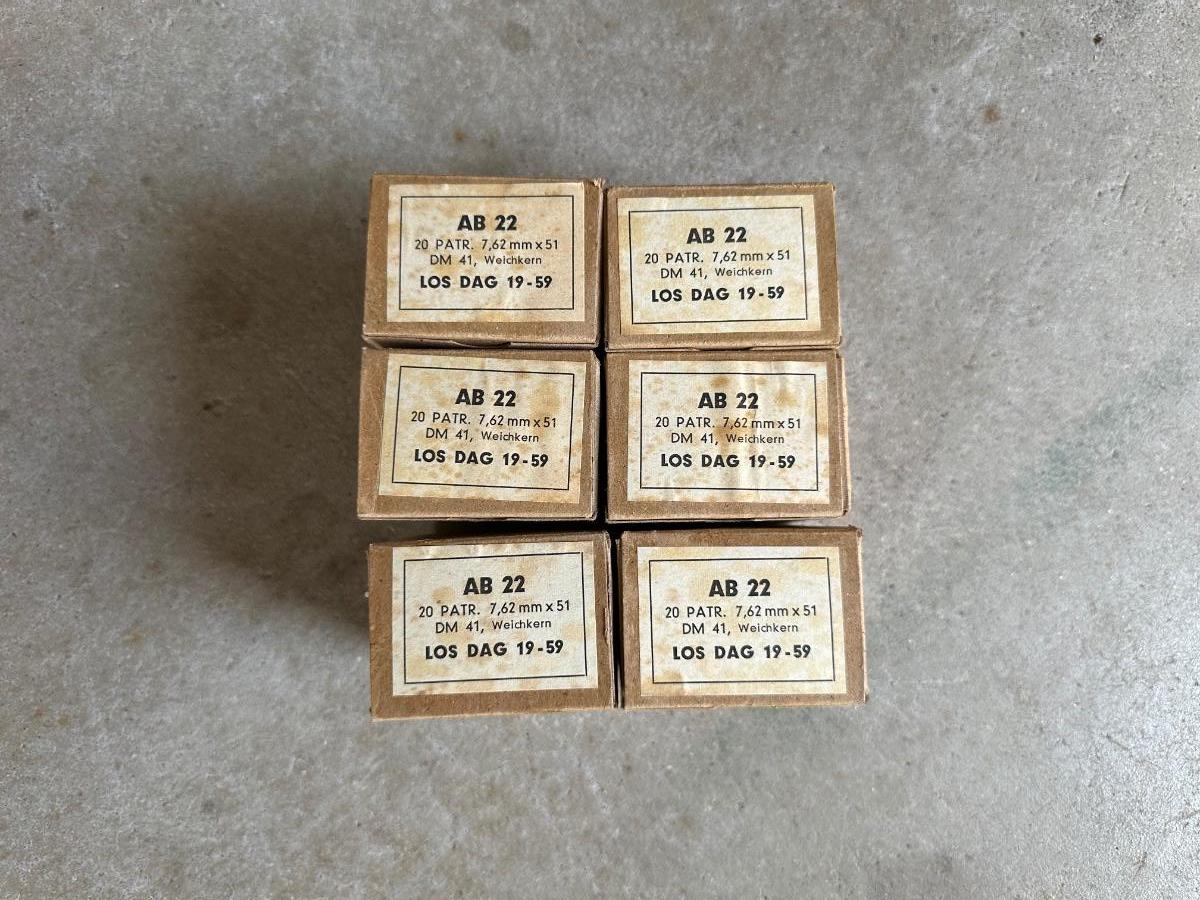 AB 22
20 PATR. 7,62 mm x 51
DM 41, Weichkern
LOS DAG 19-59
AB 22
20 PATR. 7,62 mm x 51
DM 41, Weichkern
LOS DAG 19-59
AB 22
20 PATR. 7,62 mm x 51
DM 41, Weichkern
LOS DAG 19-59
AB 22
20 PATR. 7,62 mm x 51
DM 41, Weichkern
LOS DAG 19-59
AB 22
20 PATR. 7,62 mm x 51
DM 41, Weichkern
LOS DAG 19-59
AB 22
20 PATR. 7,62 mm x 51
DM 41, Weichkern
LOS DAG 19-59